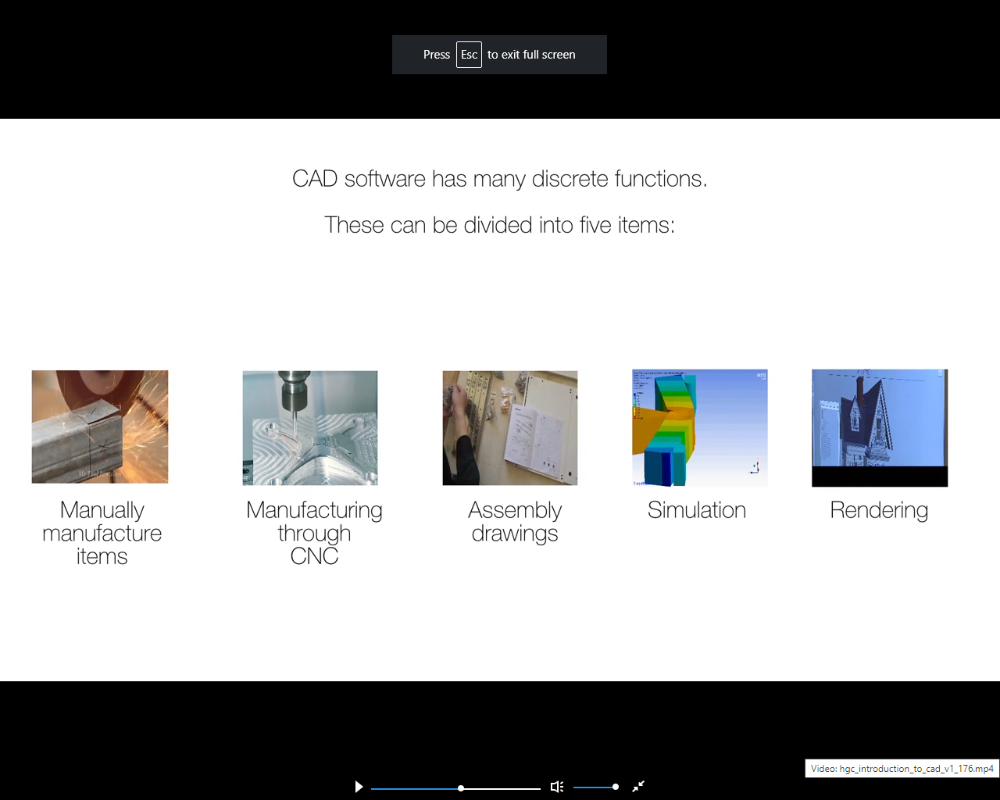 Press Esc to exit full screen
CAD software has many discrete functions.
These can be divided into five items:
Manually
manufacture
items
Manufacturing
through
CNC
Assembly
drawings
Simulation
Rendering
Video: hgc_introduction_to_cad_v1_176.mp4